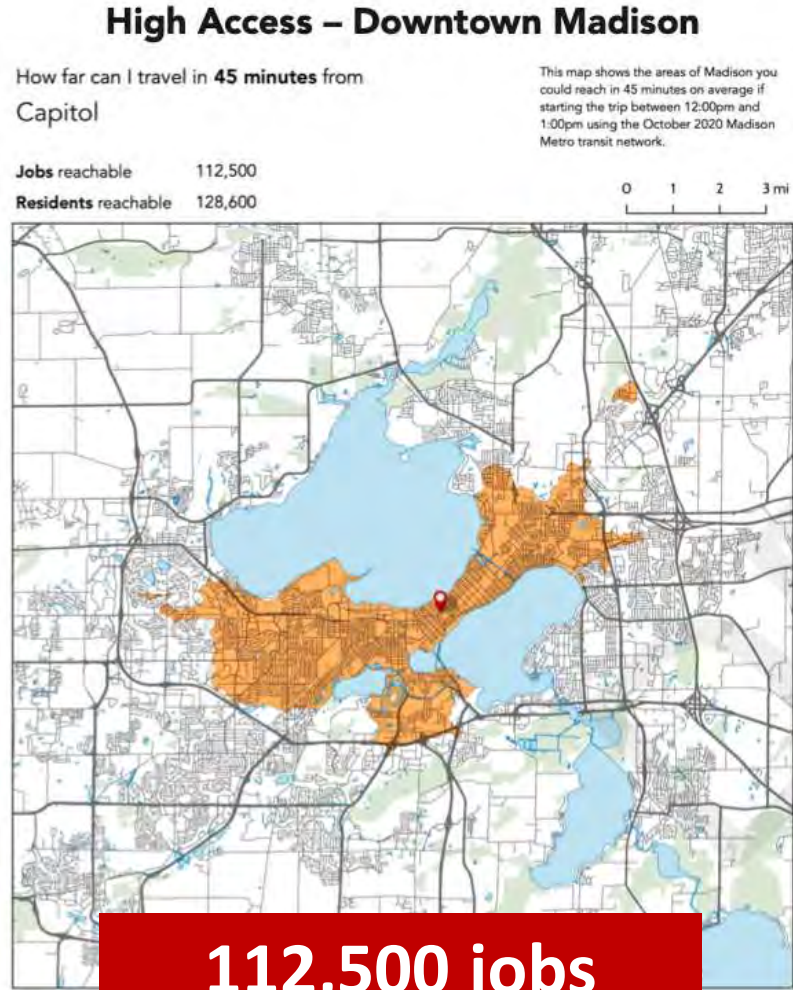 High Access – Downtown Madison
How far can I travel in 45 minutes from
Capitol
This map shows the areas of Madison you
could reach in 45 minutes on average if
starting the trip between 12:00pm and
1:00pm using the October 2020 Madison
Metro transit network.
Jobs reachable 112,500
Residents reachable 128,600
0 1 2 3 mi
112,500 jobs